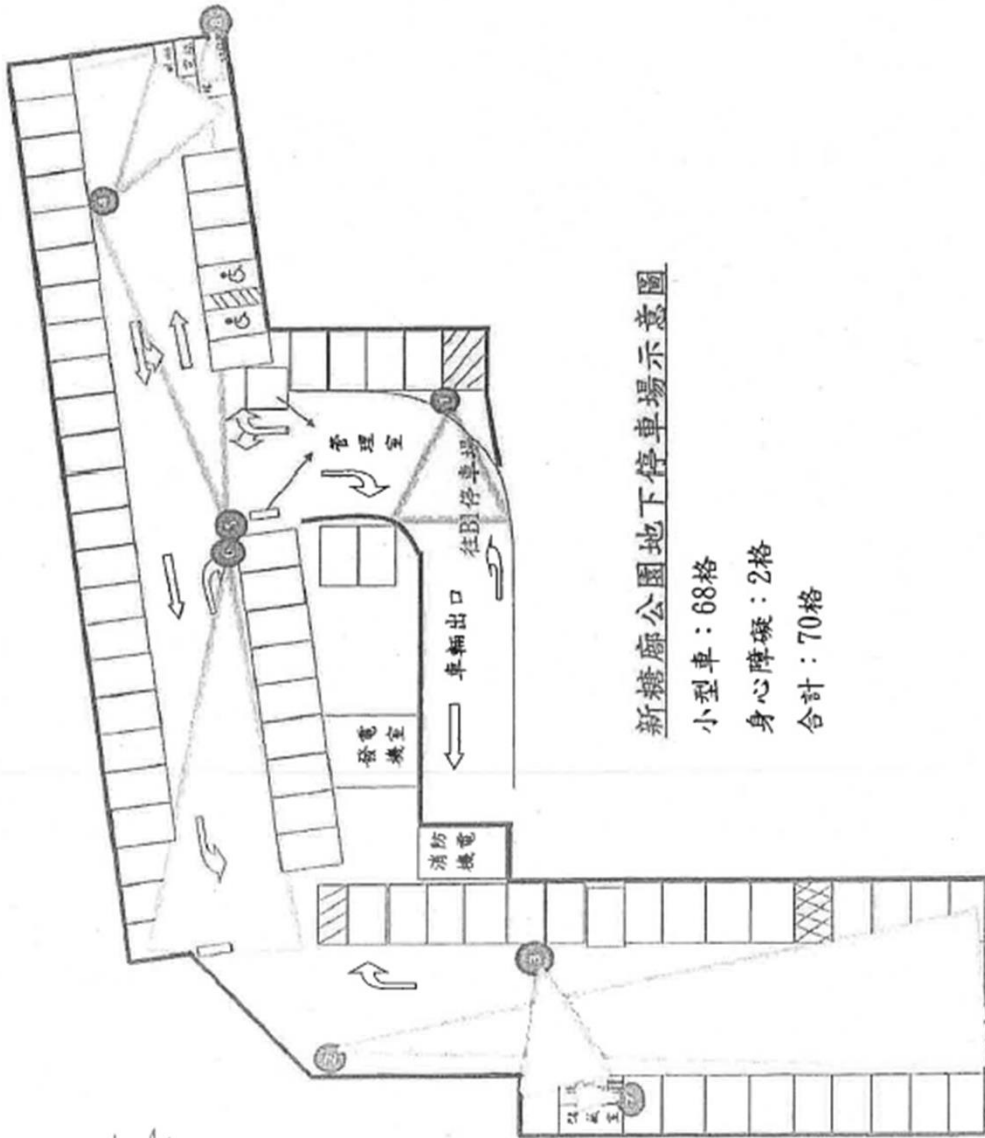 新糖廍公園地下停車場示意圖
小型車：68格
身心障礙：2格
合計：70格
管理室
往B1停車場
車輛出口
發電
機室
消防
機電